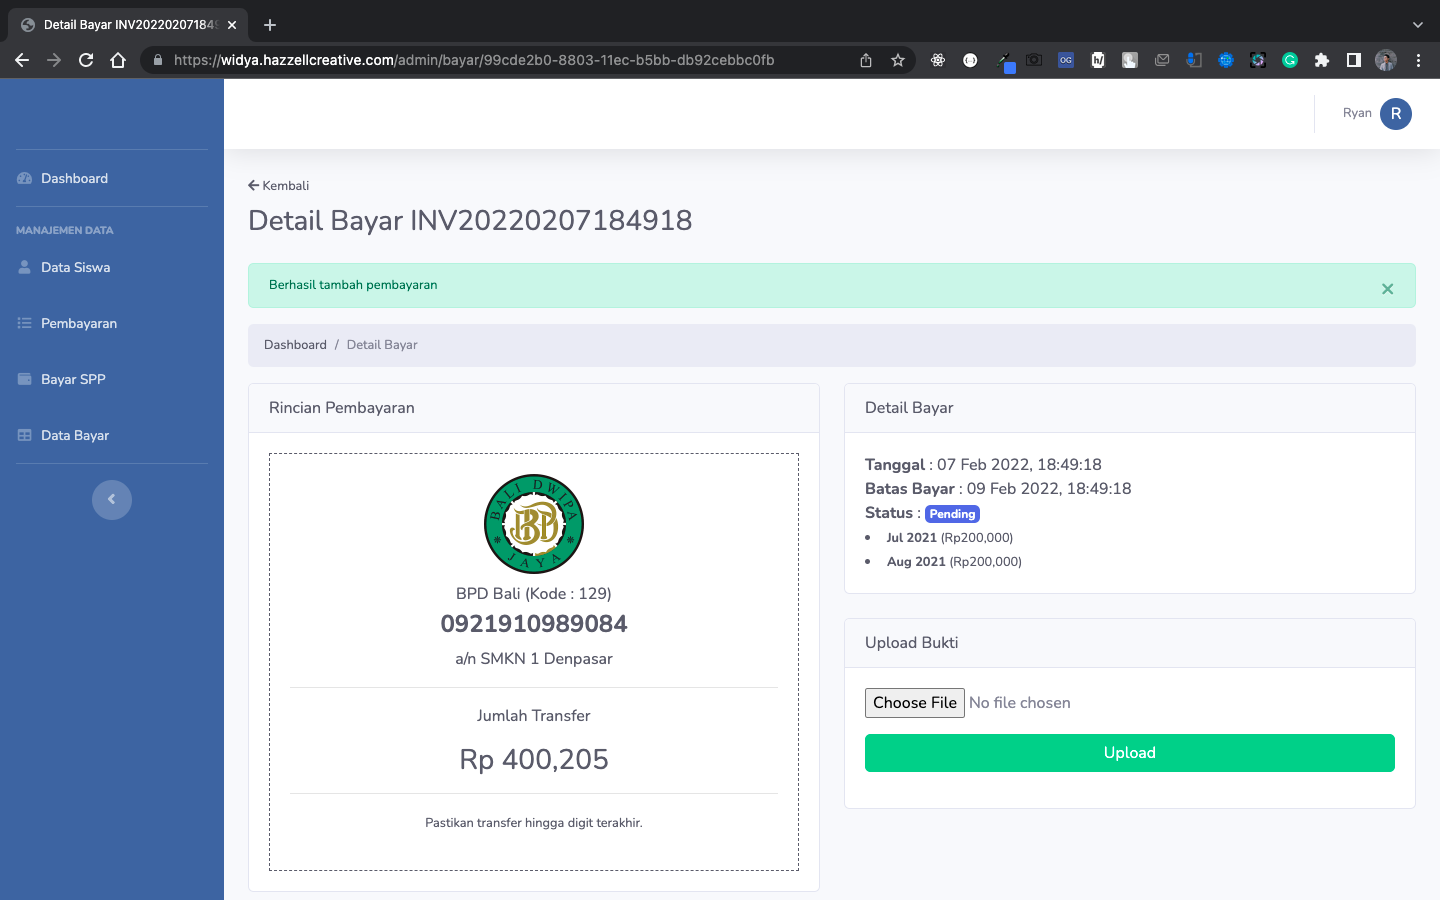 Detail Bayar INV2022020718491
https://widya.hazzellcreative.com/admin/bayar/99cde2b0-8803-11ec-b5bb-db92cebbc0fb
OG
h/
G
Ryan R
Dashboard
MANAJEMEN DATA
Data Siswa
Pembayaran
Bayar SPP
Data Bayar
Kembali
Detail Bayar INV20220207184918
Berhasil tambah pembayaran
×
Dashboard / Detail Bayar
Rincian Pembayaran
BALI DWIPA
BPD
JAYA
BPD Bali (Kode : 129)
0921910989084
a/n SMKN 1 Denpasar
Jumlah Transfer
Rp 400,205
Pastikan transfer hingga digit terakhir.
Detail Bayar
Tanggal : 07 Feb 2022, 18:49:18
Batas Bayar : 09 Feb 2022, 18:49:18
Status : Pending
• Jul 2021 (Rp200,000)
• Aug 2021 (Rp200,000)
Upload Bukti
Choose File No file chosen
Upload